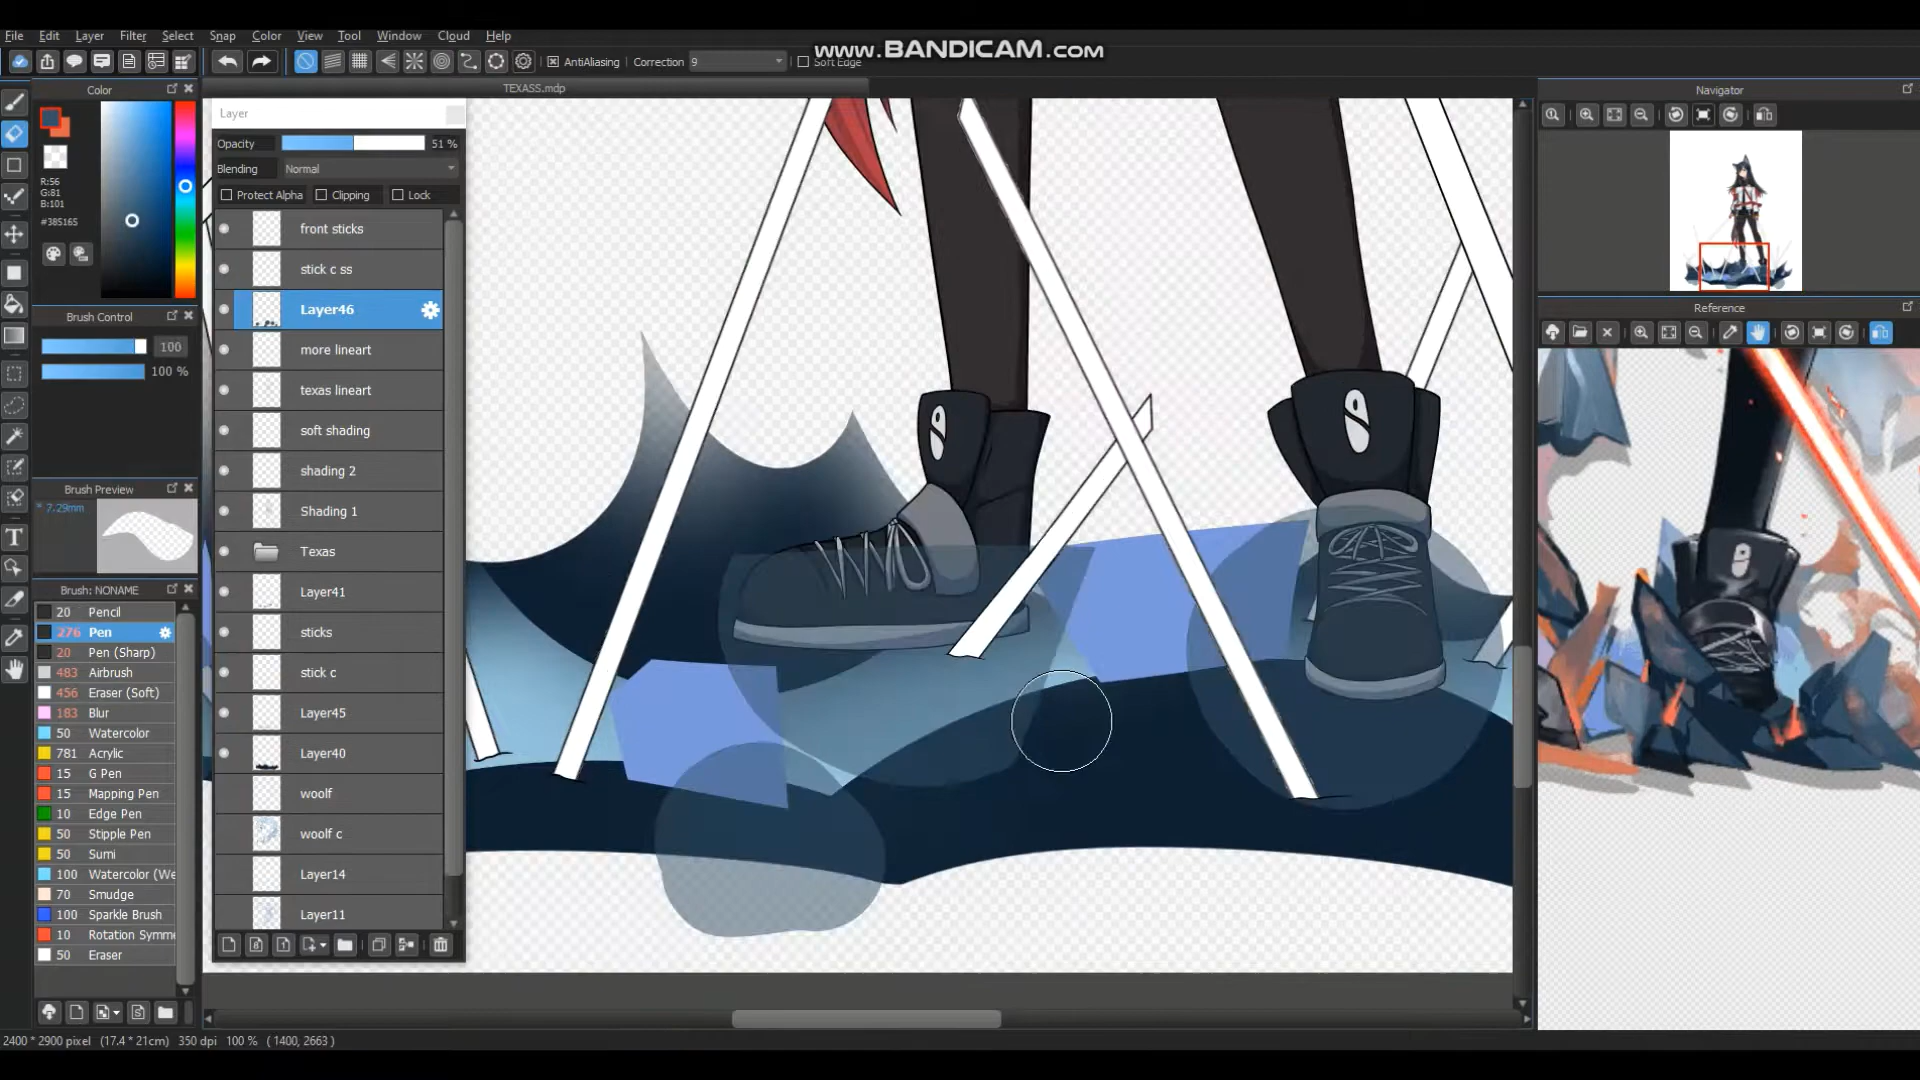 www.BANDICAM.com
File Edit Layer Filter Select Snap Color View Tool Window Cloud Help
AntiAliasing Correction 9 Soft Edge
TEXASS.mdp
Color
R:56
G:81
B:101
#385165
Brush Control
100
100 %
Brush Preview
* 7.29mm
Brush: NONAME
20 Pencil
276 Pen
20 Pen (Sharp)
483 Airbrush
456 Eraser (Soft)
183 Blur
50 Watercolor
781 Acrylic
15 G Pen
15 Mapping Pen
10 Edge Pen
50 Stipple Pen
50 Sumi
100 Watercolor (We
70 Smudge
100 Sparkle Brush
10 Rotation Symme
50 Eraser
Layer
Opacity 51 %
Blending Normal
Protect Alpha Clipping Lock
front sticks
stick c ss
Layer46
more lineart
texas lineart
soft shading
shading 2
Shading 1
Texas
Layer41
sticks
stick c
Layer45
Layer40
woolf
woolf c
Layer14
Layer11
Navigator
Reference
2400 * 2900 pixel (17.4 * 21cm) 350 dpi 100 % ( 1400, 2663 )